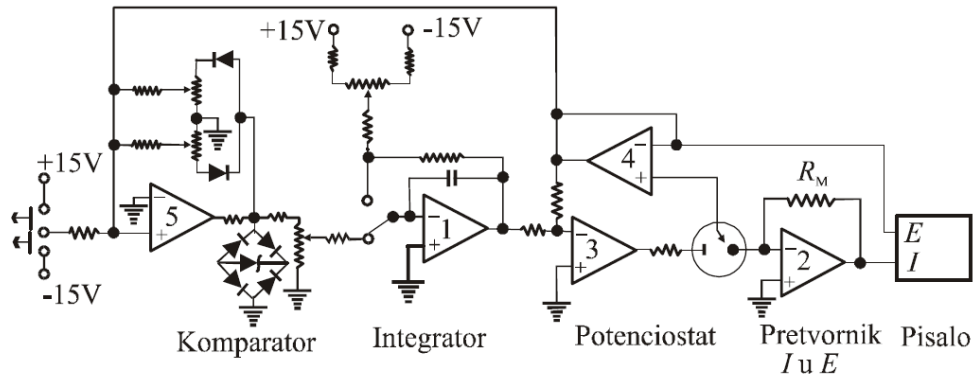 +15V
-15V
+15V
-15V
5
-
+
1
-
+
3
-
+
4
-
+
2
-
+
R_M
E
I
Komparator
Integrator
Potenciostat
Pretvornik
I u E
Pisalo